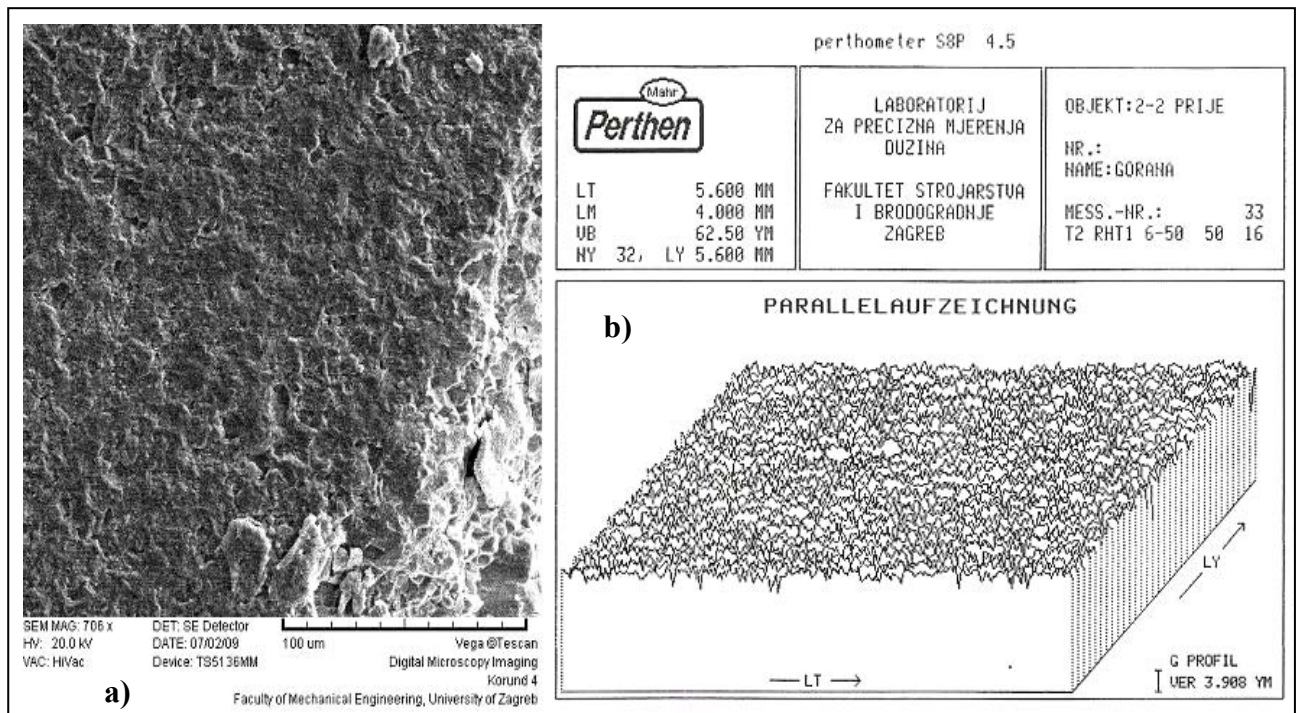 SEM MAG: 706 x
DET: SE Detector
HV: 20.0 kV
DATE: 07/02/09
100 um
Vega ©Tescan
VAC: HiVac
Device: TS5136MM
Digital Microscopy Imaging
Korund 4
a)
Faculty of Mechanical Engineering, University of Zagreb
perthometer S8P 4.5
Mahr
Perthen
LT 5.600 MM
LM 4.000 MM
VB 62.50 YM
NY 32, LY 5.600 MM
LABORATORIJ
ZA PRECIZNA MJERENJA
DUZINA
FAKULTET STROJARSTVA
I BRODOGRADNJE
ZAGREB
OBJEKT:2-2 PRIJE
NR.:
NAME:GORANA
MESS.-NR.: 33
T2 RHT1 6-50 50 16
PARALLELAUFZEICHNUNG
b)
LY
LT
G PROFIL
VER 3.908 YM